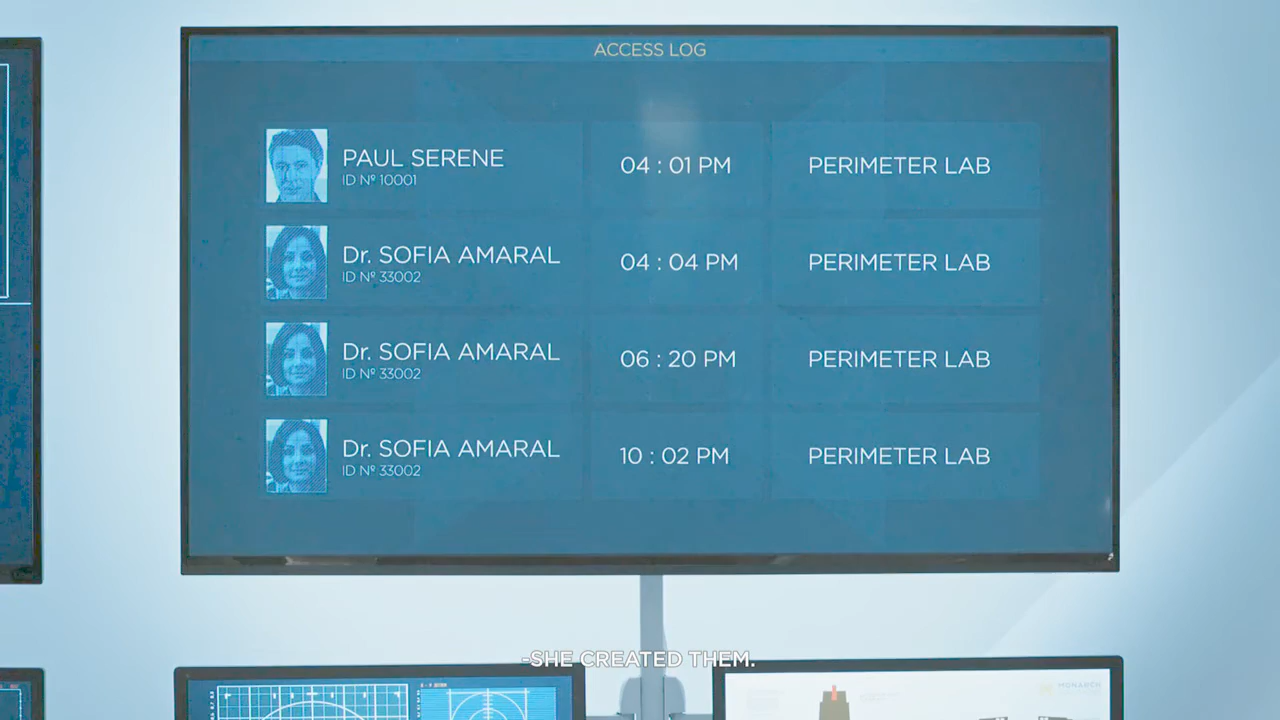 ACCESS LOG
PAUL SERENE
ID Nº 10001
04 : 01 PM
PERIMETER LAB
Dr. SOFIA AMARAL
ID Nº 33002
04 : 04 PM
PERIMETER LAB
Dr. SOFIA AMARAL
ID Nº 33002
06 : 20 PM
PERIMETER LAB
Dr. SOFIA AMARAL
ID Nº 33002
10 : 02 PM
PERIMETER LAB
-SHE CREATED THEM.
MONARCH